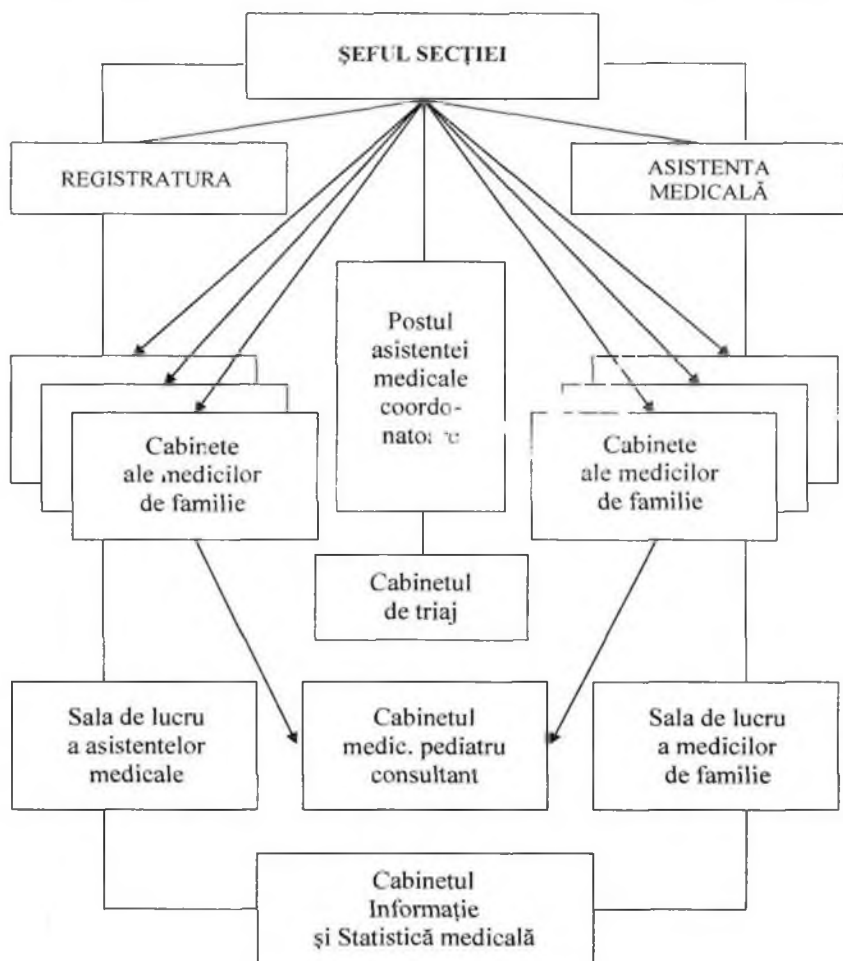 ŞEFUL SECŢIEI
REGISTRATURA
ASISTENTA
MEDICALĂ
Postul
asistentei
medicale
coordo-
Cabinete
ale medicilor
de familie
Cabinete
ale medicilor
de familie
Cabinetul
de triaj
Sala de lucru
a asistentelor
medicale
Cabinetul
medic. pediatru
consultant
Sala de lucru
a medicilor
de familie
Cabinetul
Informaţie
şi Statistică medicală